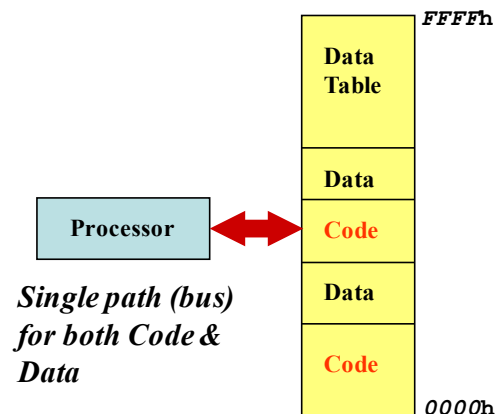 FFFFh
Data
Table
Data
Processor
Code
Single path (bus)
for both Code &
Data
Data
Code
0000h